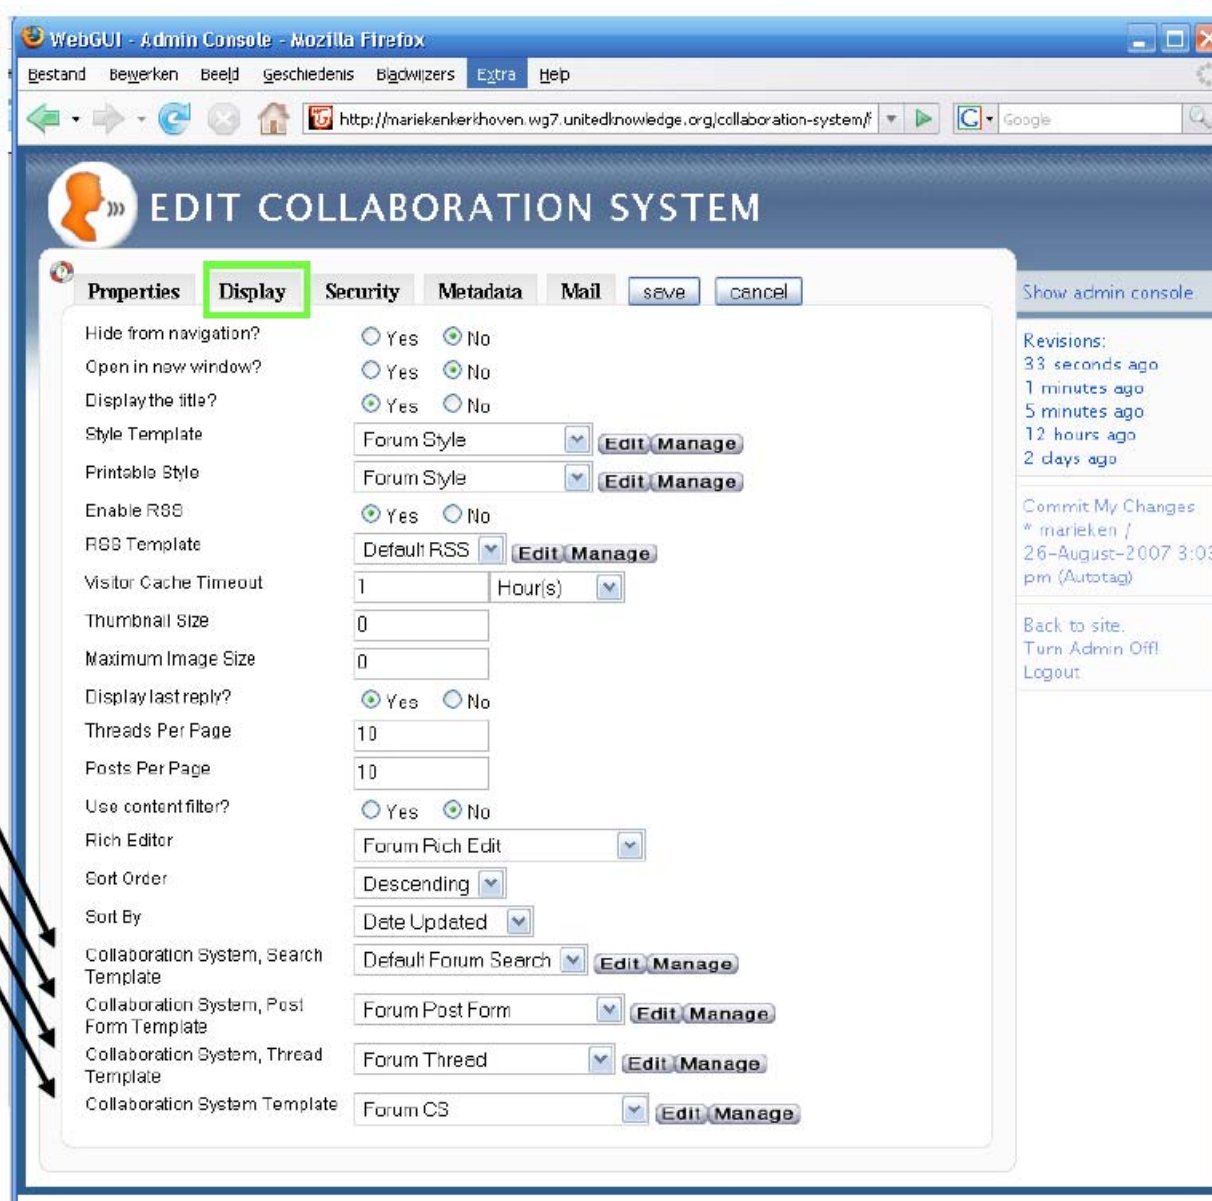 WebGUI - Admin Console - Mozilla Firefox
Bestand Bewerken Beeld Geschiedenis Bladwijzers Extra Help
http://mariekenkerkhoven.wg7.unitedknowledge.org/collaboration-system/f
G Google
EDIT COLLABORATION SYSTEM
Properties Display Security Metadata Mail save cancel
Hide from navigation? Yes No
Open in new window? Yes No
Display the title? Yes No
Style Template Forum Style Edit Manage
Printable Style Forum Style Edit Manage
Enable RSS Yes No
RSS Template Default RSS Edit Manage
Visitor Cache Timeout 1 Hour(s)
Thumbnail Size 0
Maximum Image Size 0
Display last reply? Yes No
Threads Per Page 10
Posts Per Page 10
Use content filter? Yes No
Rich Editor Forum Rich Edit
Sort Order Descending
Sort By Date Updated
Collaboration System, Search Template Default Forum Search Edit Manage
Collaboration System, Post Form Template Forum Post Form Edit Manage
Collaboration System, Thread Template Forum Thread Edit Manage
Collaboration System Template Forum CS Edit Manage
Show admin console
Revisions:
33 seconds ago
1 minutes ago
5 minutes ago
12 hours ago
2 days ago
Commit My Changes
* marieken /
26-August-2007 3:03
pm (Autotag)
Back to site.
Turn Admin Off!
Logout